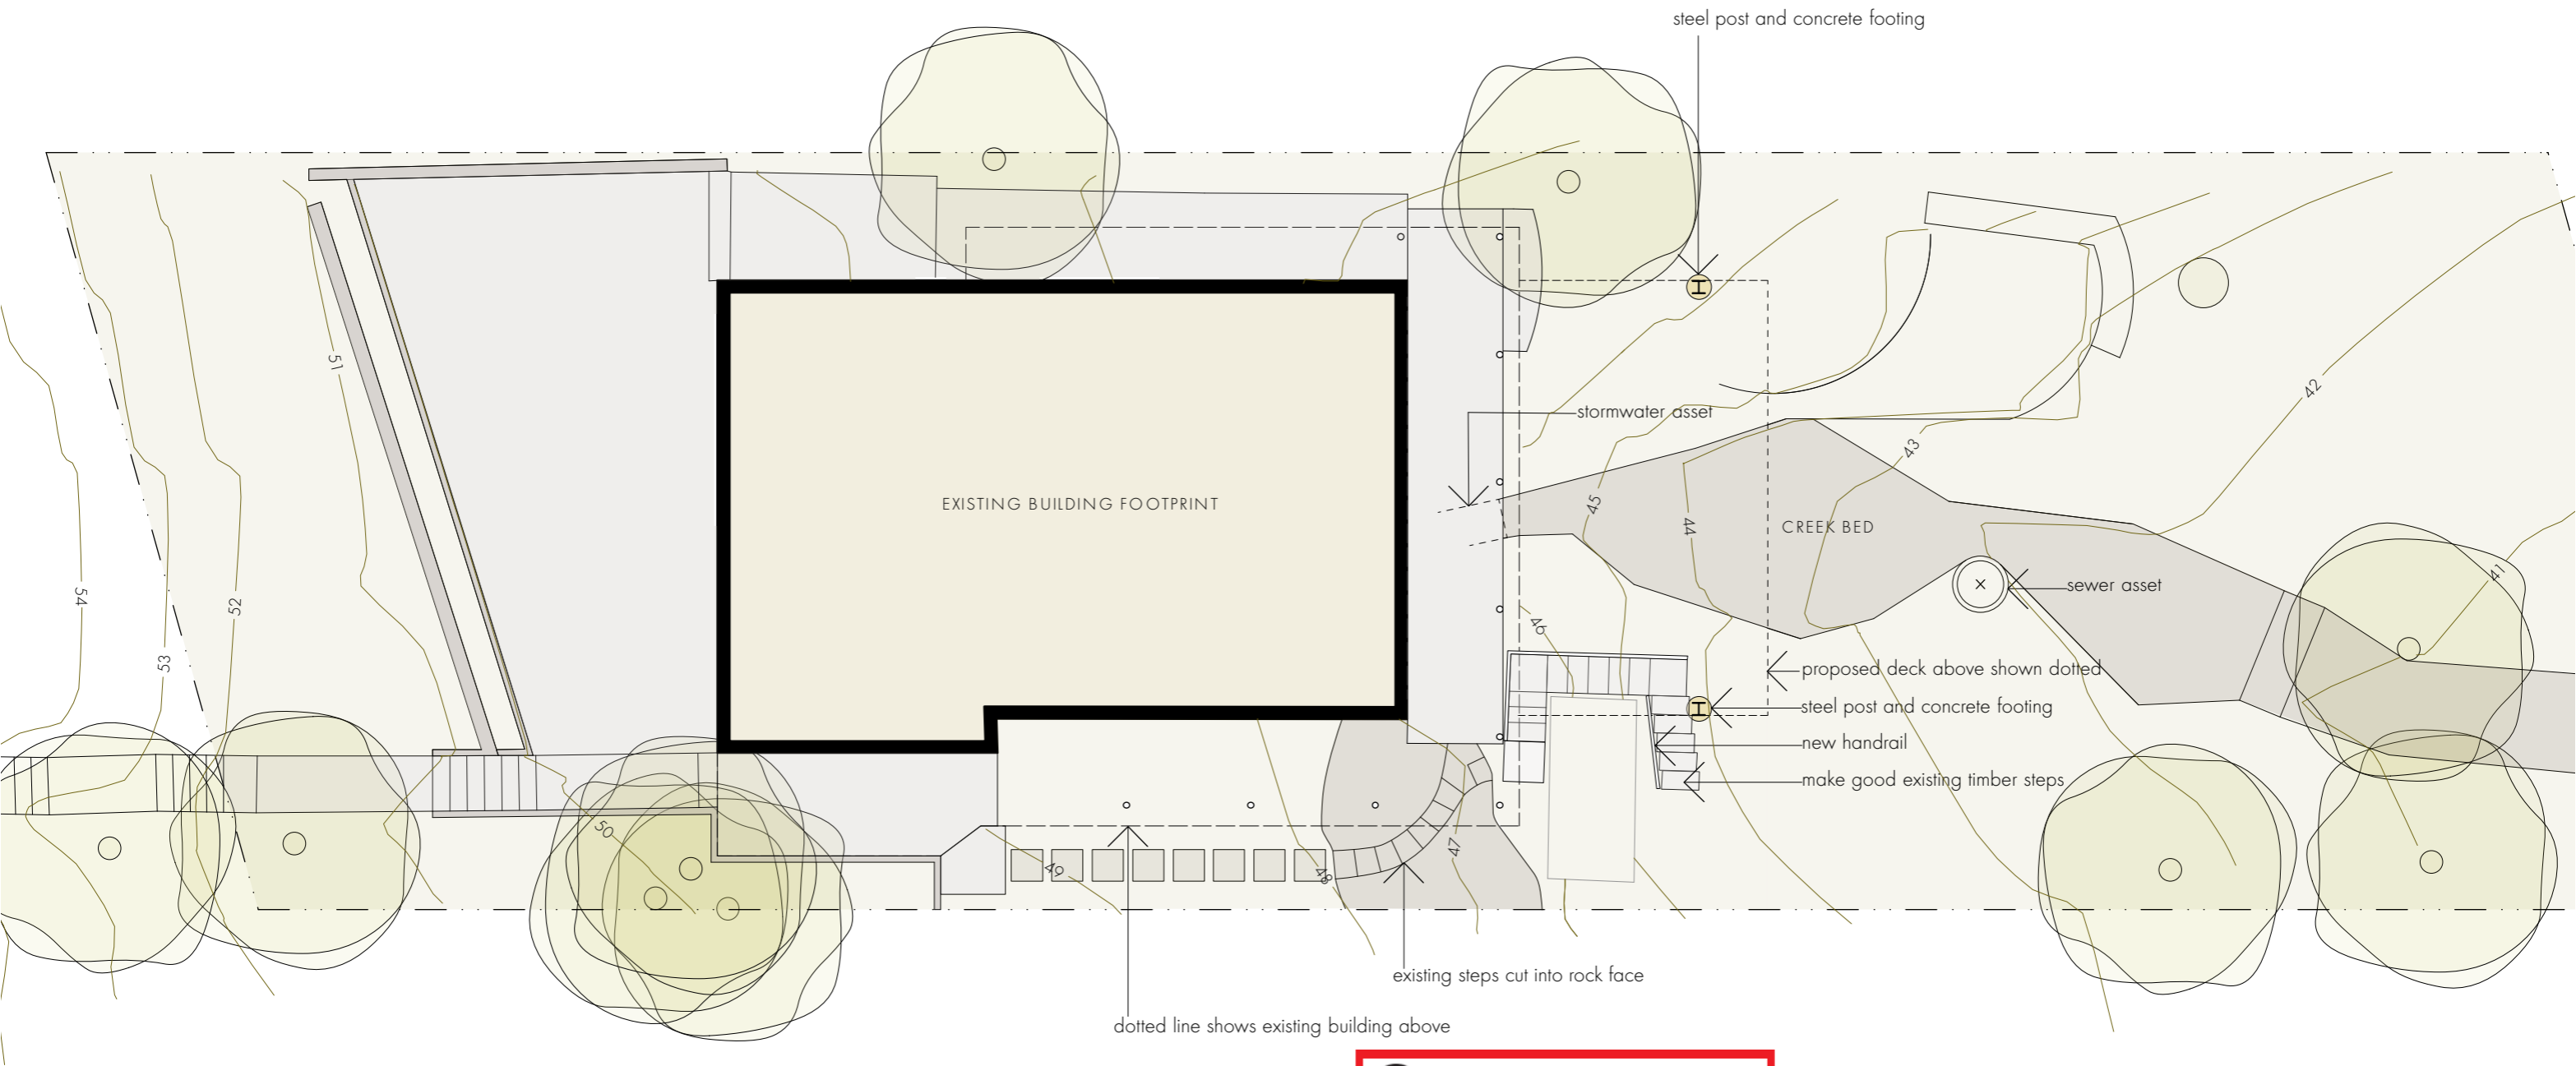 steel post and concrete footing
51
stormwater asset
42
43
EXISTING BUILDING FOOTPRINT
45
44
CREEK BED
41
sewer asset
54
52
46
53
proposed deck above shown dotted
steel post and concrete footing
new handrail
make good existing timber steps
50
47
49
48
existing steps cut into rock face
dotted line shows existing building above